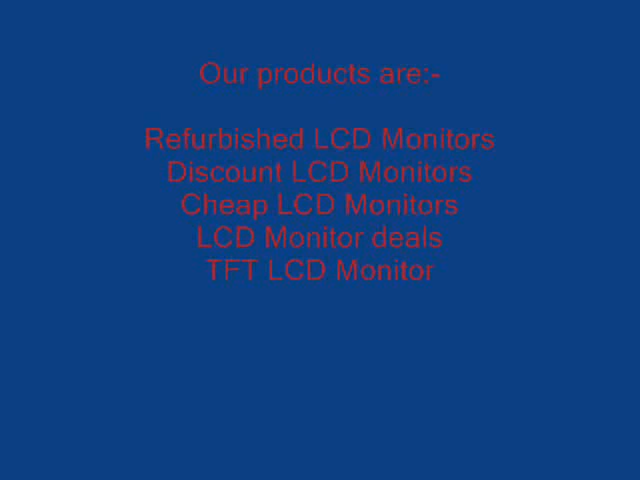 Our products are:-
Refurbished LCD Monitors
Discount LCD Monitors
Cheap LCD Monitors
LCD Monitor deals
TFT LCD Monitor